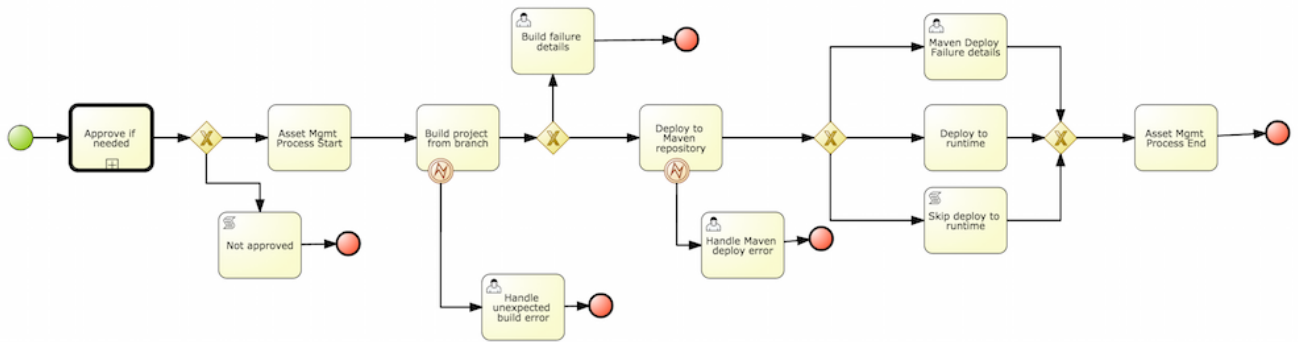 Build failure
details
Maven Deploy
Failure details
Approve if
needed
Asset Mgmt
Process Start
Build project
from branch
Deploy to
Maven
repository
Deploy to
runtime
Asset Mgmt
Process End
Not approved
Handle Maven
deploy error
Skip deploy to
runtime
Handle
unexpected
build error